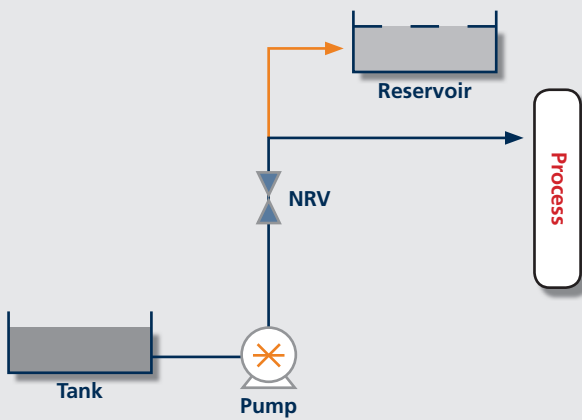 Reservoir
Process
NRV
Tank
Pump